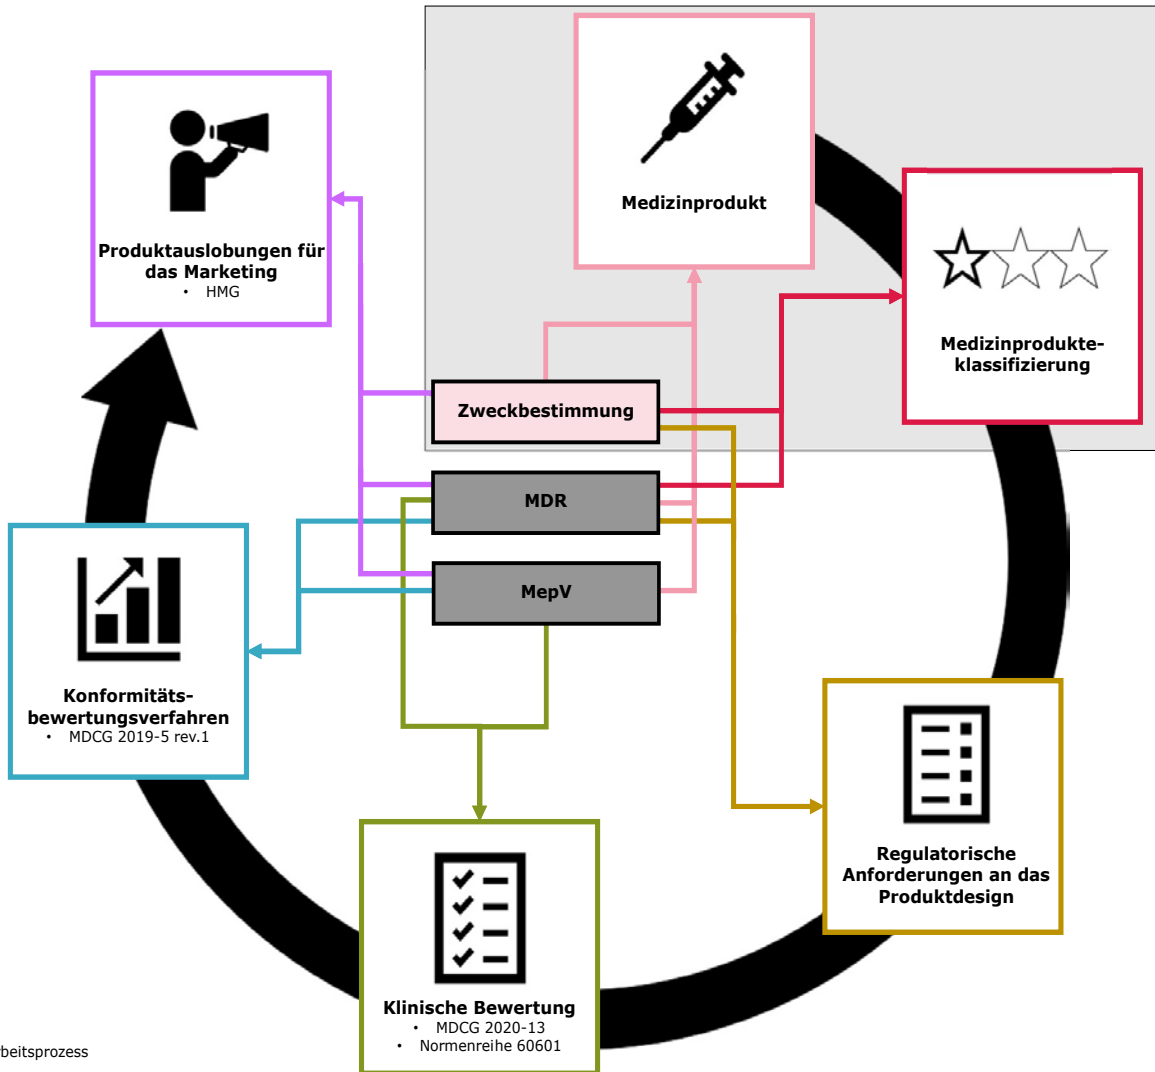 Medizinprodukt
Produktauslobungen für
das Marketing
• HMG
Medizinprodukte-
klassifizierung
Zweckbestimmung
MDR
MepV
Konformitäts-
bewertungsverfahren
• MDCG 2019-5 rev.1
Regulatorische
Anforderungen an das
Produktdesign
Klinische Bewertung
• MDCG 2020-13
• Normenreihe 60601
beitsprozess